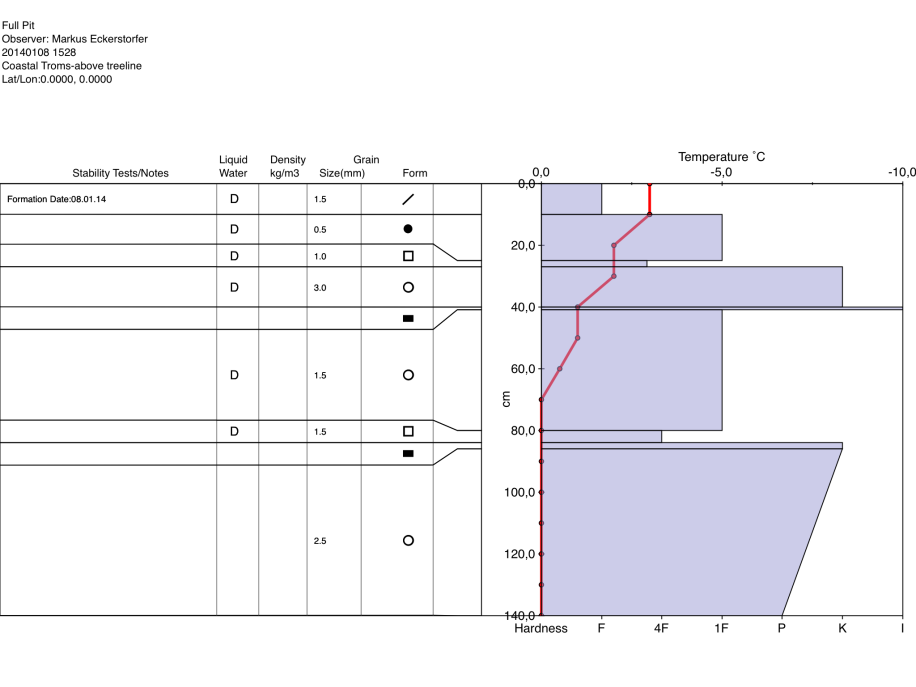 Full Pit
Observer: Markus Eckerstorfer
20140108 1528
Coastal Troms-above treeline
Lat/Lon:0.0000, 0.0000
Temperature ˚C
Liquid Density Grain
Stability Tests/Notes Water kg/m3 Size(mm) Form
0,0 -5,0 -10,0
0,0
Formation Date:08.01.14 D 1.5
D 0.5
20,0
D 1.0
D 3.0
40,0
60,0
D 1.5
cm
80,0
D 1.5
100,0
2.5
120,0
140,0
Hardness F 4F 1F P K I